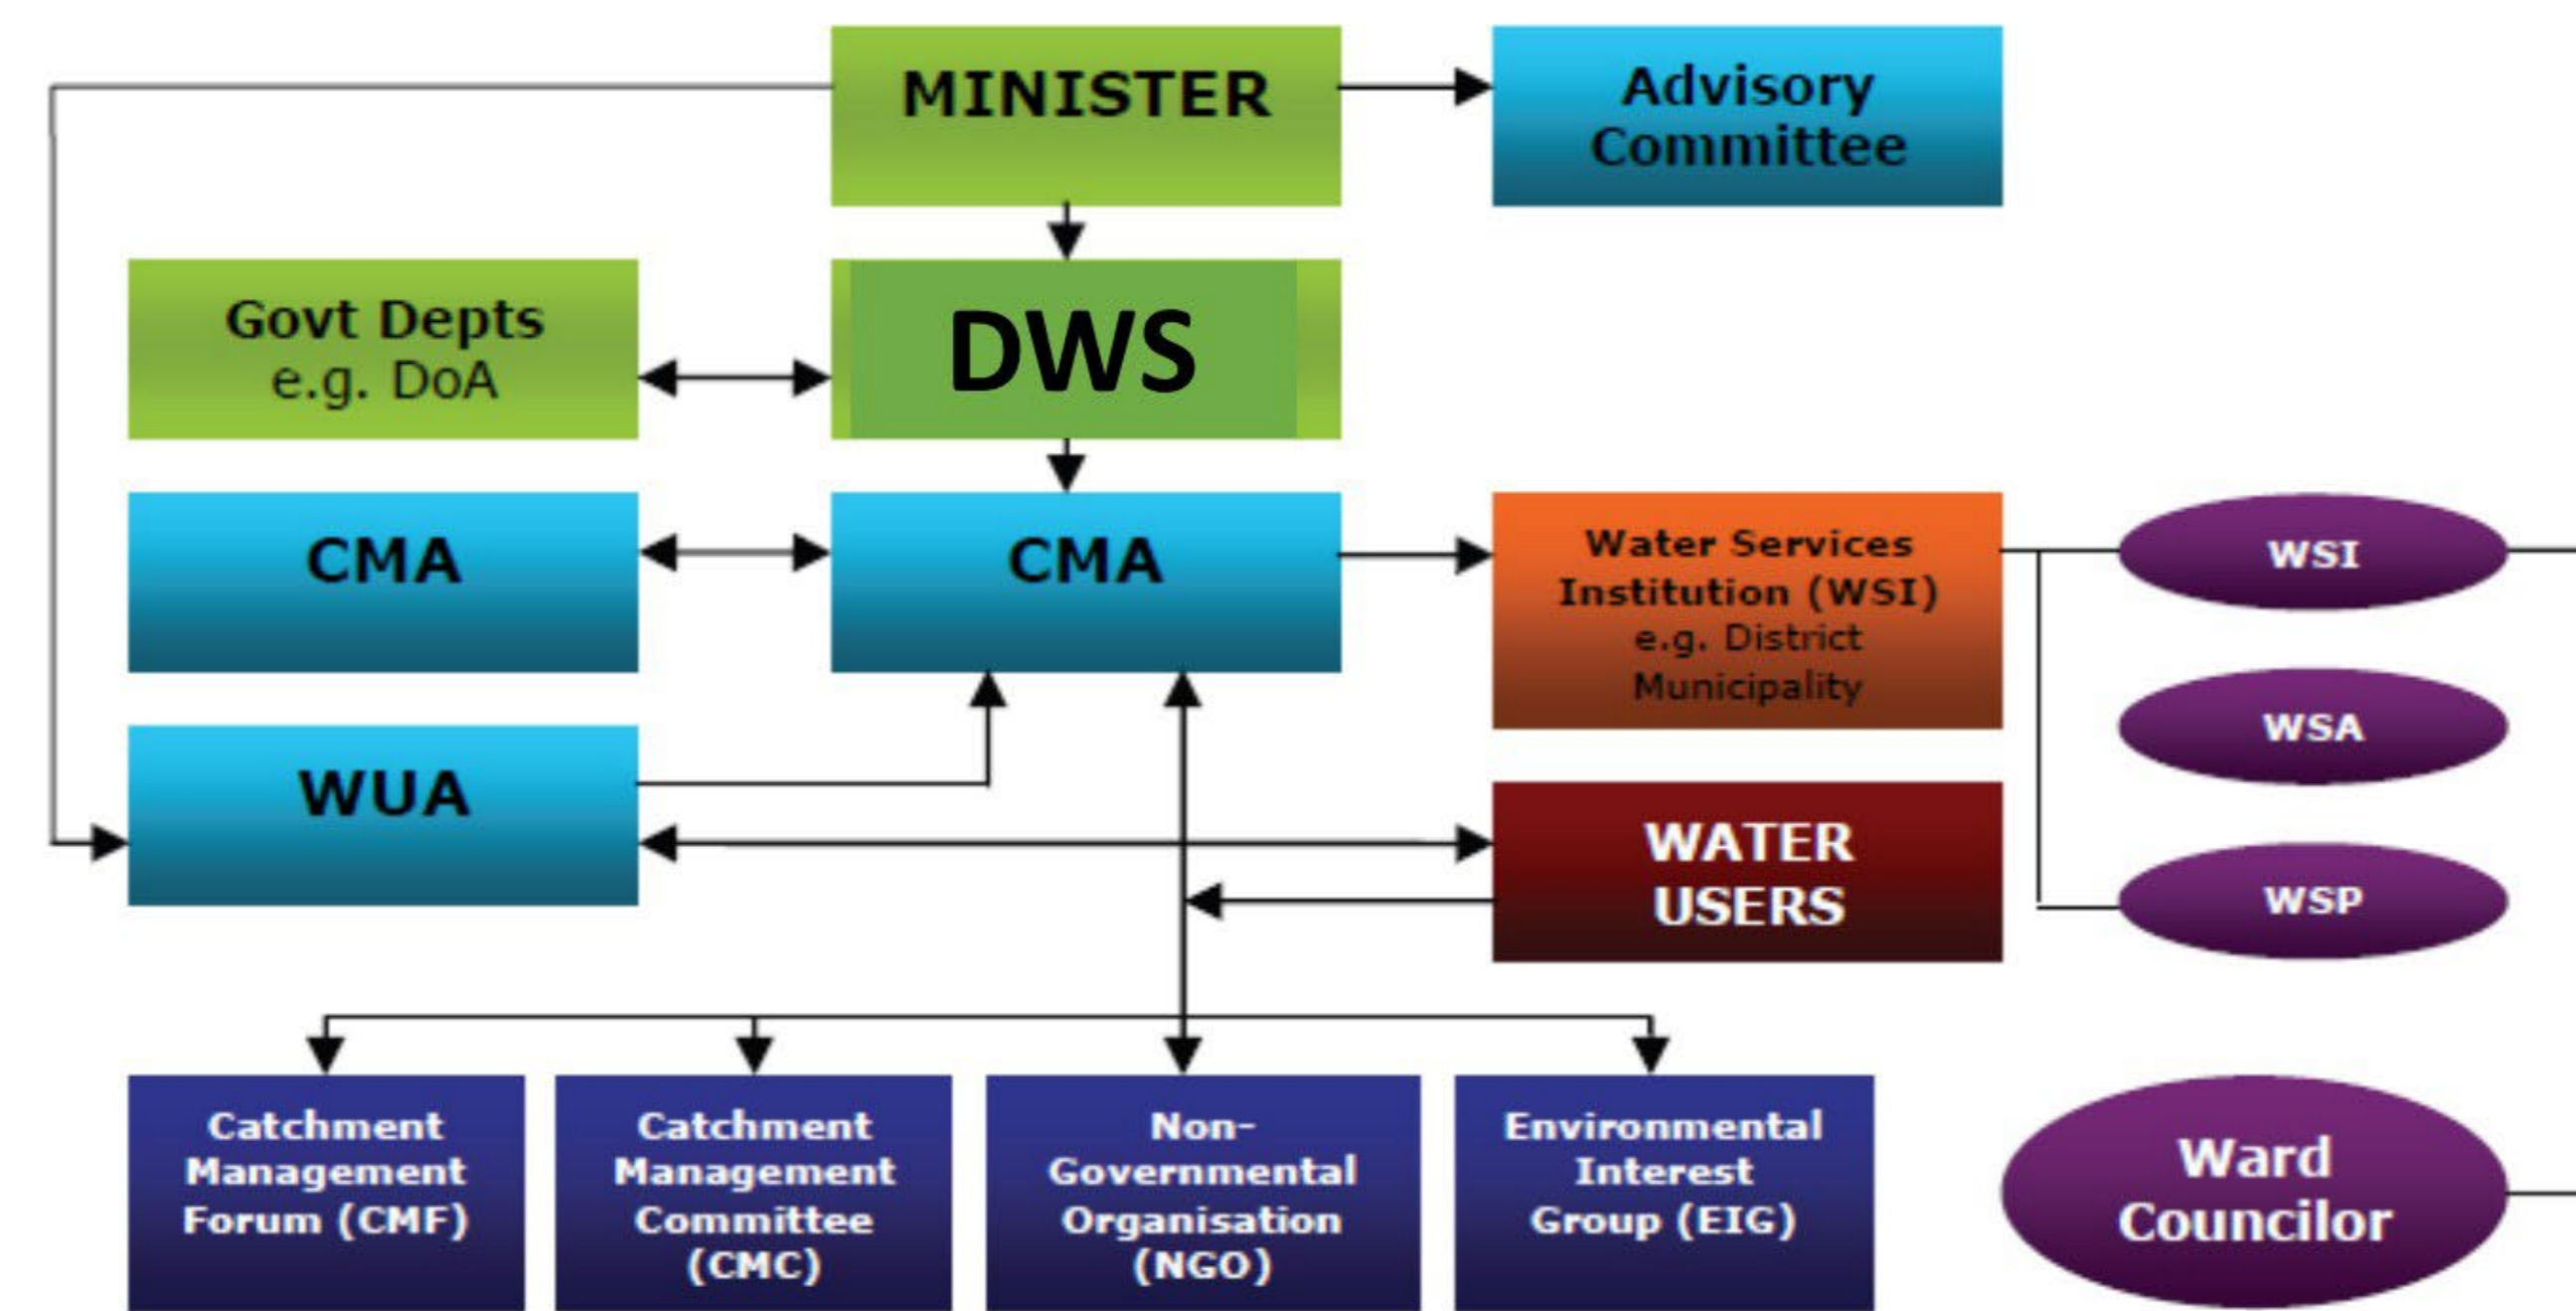 MINISTER
Advisory
Committee
Govt Depts
e.g. DoA
DWS
CMA
CMA
Water Services
Institution (WSI)
e.g. District
Municipality
WSI
WSA
WUA
WATER
USERS
WSP
Catchment
Management
Forum (CMF)
Catchment
Management
Committee
(CMC)
Non-
Governmental
Organisation
(NGO)
Environmental
Interest
Group (EIG)
Ward
Councilor